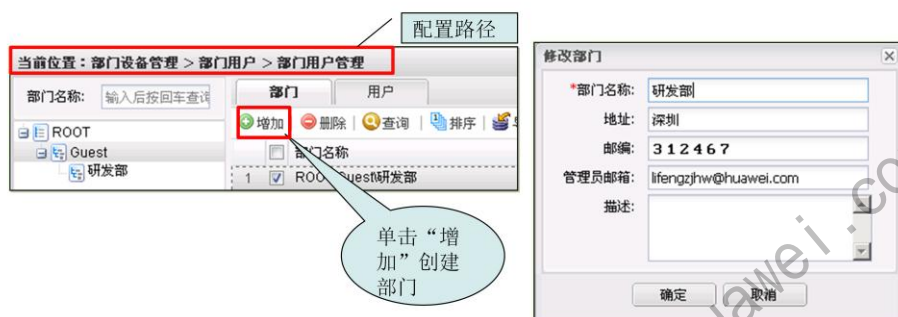 配置路径
当前位置：部门设备管理 > 部门用户 > 部门用户管理
部门名称: 输入后按回车查询
ROOT
Guest
研发部
部门 用户
增加 删除 查询 排序
部门名称
1 ROOT\Guest\研发部
单击“增
加”创建
部门
修改部门
*部门名称: 研发部
地址: 深圳
邮编: 312467
管理员邮箱: lifengzjhw@huawei.com
描述:
确定 取消